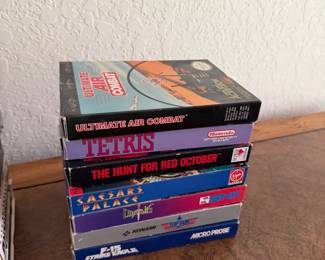 ULTIMATE
AIR
COMBAT
ULTIMATE AIR COMBAT
TETRIS
Nintendo
THE HUNT FOR RED OCTOBER
CAESARS
PALACE
Virgin
KONAMI
TOP GUN
F-15
STRIKE EAGLE
MICROPROSE